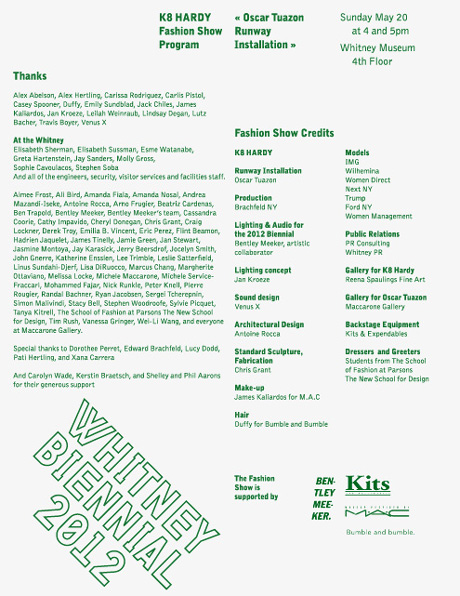 K8 HARDY
Fashion Show
Program
« Oscar Tuazon
Runway
Installation »
Sunday May 20
at 4 and 5pm
Whitney Museum
4th Floor
Thanks
Alex Abelson, Alex Hertling, Carissa Rodriguez, Carlis Pistol,
Casey Spooner, Duffy, Emily Sundblad, Jack Chiles, James
Kaliardos, Jan Kroeze, Leilah Weinraub, Lindsay Degan, Lutz
Bacher, Travis Boyer, Venus X
At the Whitney
Elisabeth Sherman, Elisabeth Sussman, Esme Watanabe,
Greta Hartenstein, Jay Sanders, Molly Gross,
Sophie Cavoulacos, Stephen Soba
And all of the engineers, security, visitor services and facilities staff.
Aimee Frost, Ali Bird, Amanda Fiala, Amanda Nosal, Andrea
Mazandi-Iseke, Antoine Rocca, Arno Frugier, Beatriz Cardenas,
Ben Trapold, Bentley Meeker, Bentley Meeker's team, Cassandra
Coorie, Cathy Impavido, Cheryl Donegan, Chris Grant, Craig
Lockner, Derek Troy, Emilia B. Vincent, Eric Perez, Flint Beamon,
Hadrien Jaquelet, James Tinelly, Jamie Green, Jan Stewart,
Jasmine Montoya, Jay Karasick, Jerry Beersdrof, Jocelyn Smith,
John Gnerre, Katherine Ensslen, Lee Trimble, Leslie Satterfield,
Linus Sundahl-Djerf, Lisa DiRuocco, Marcus Chang, Margherite
Ottaviano, Melissa Locke, Michele Maccarone, Michele Service-
Fraccari, Mohammed Fajar, Nick Runkle, Peter Knell, Pierre
Rougier, Randal Bachner, Ryan Jacobsen, Sergei Tcherepnin,
Simon Malivindi, Stacy Bell, Stephen Woodroofe, Sylvie Picquet,
Tanya Kitrell, The School of Fashion at Parsons The New School
for Design, Tim Rush, Vanessa Gringer, Wei-Li Wang, and everyone
at Maccarone Gallery.
Special thanks to Dorothee Perret, Edward Brachfeld, Lucy Dodd,
Pati Hertling, and Xana Carrera
And Carolyn Wade, Kerstin Braetsch, and Shelley and Phil Aarons
for their generous support
Fashion Show Credits
K8 HARDY
Runway Installation
Oscar Tuazon
Production
Brachfeld NY
Lighting & Audio for
the 2012 Biennial
Bentley Meeker, artistic
collaborator
Lighting concept
Jan Kroeze
Sound design
Venus X
Architectural Design
Antoine Rocca
Standard Sculpture,
Fabrication
Chris Grant
Make-up
James Kaliardos for M.A.C
Hair
Duffy for Bumble and Bumble
Models
IMG
Wilhemina
Women Direct
Next NY
Trump
Ford NY
Women Management
Public Relations
PR Consulting
Whitney PR
Gallery for K8 Hardy
Reena Spaulings Fine Art
Gallery for Oscar Tuazon
Maccarone Gallery
Backstage Equipment
Kits & Expendables
Dressers and Greeters
Students from The School
of Fashion at Parsons
The New School for Design
WHITNEY
BIENNIAL
2012
The Fashion
Show is
supported by
BEN-
TLEY
MEE-
KER.
Kits
MAC
Bumble and bumble.